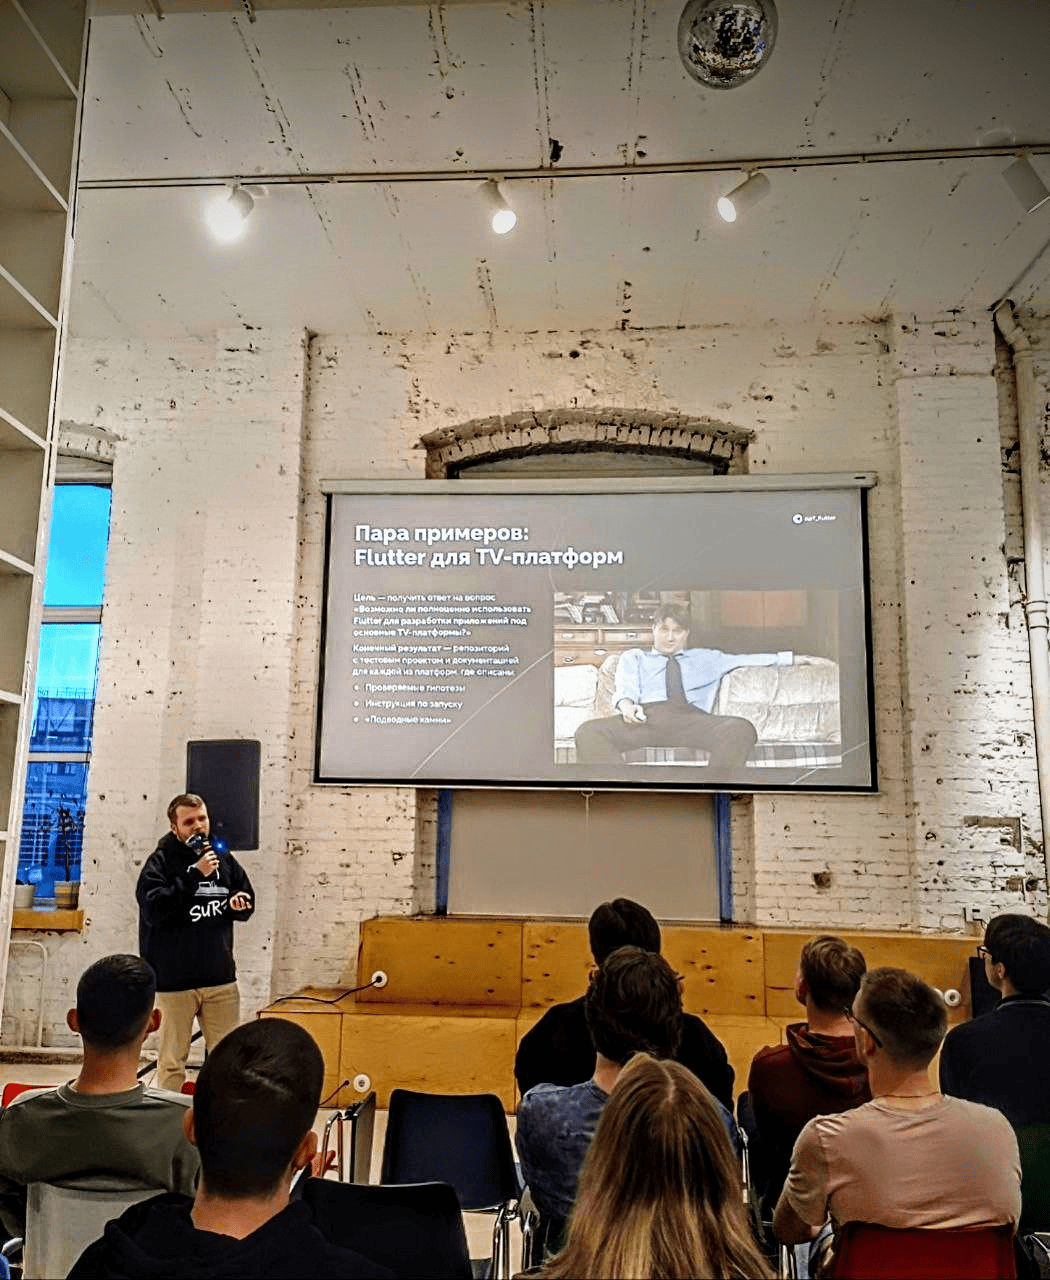 Пара примеров:
Flutter для TV-платформ
Цель — получить ответ на вопрос
«Возможно ли полноценно использовать
Flutter для разработки приложений под
основные TV-платформы?»
Конечный результат — репозиторий
с тестовым проектом и документацией
для каждой из платформ, где описаны:
Проверяемые гипотезы
Инструкция по запуску
«Подводные камни»
SURF